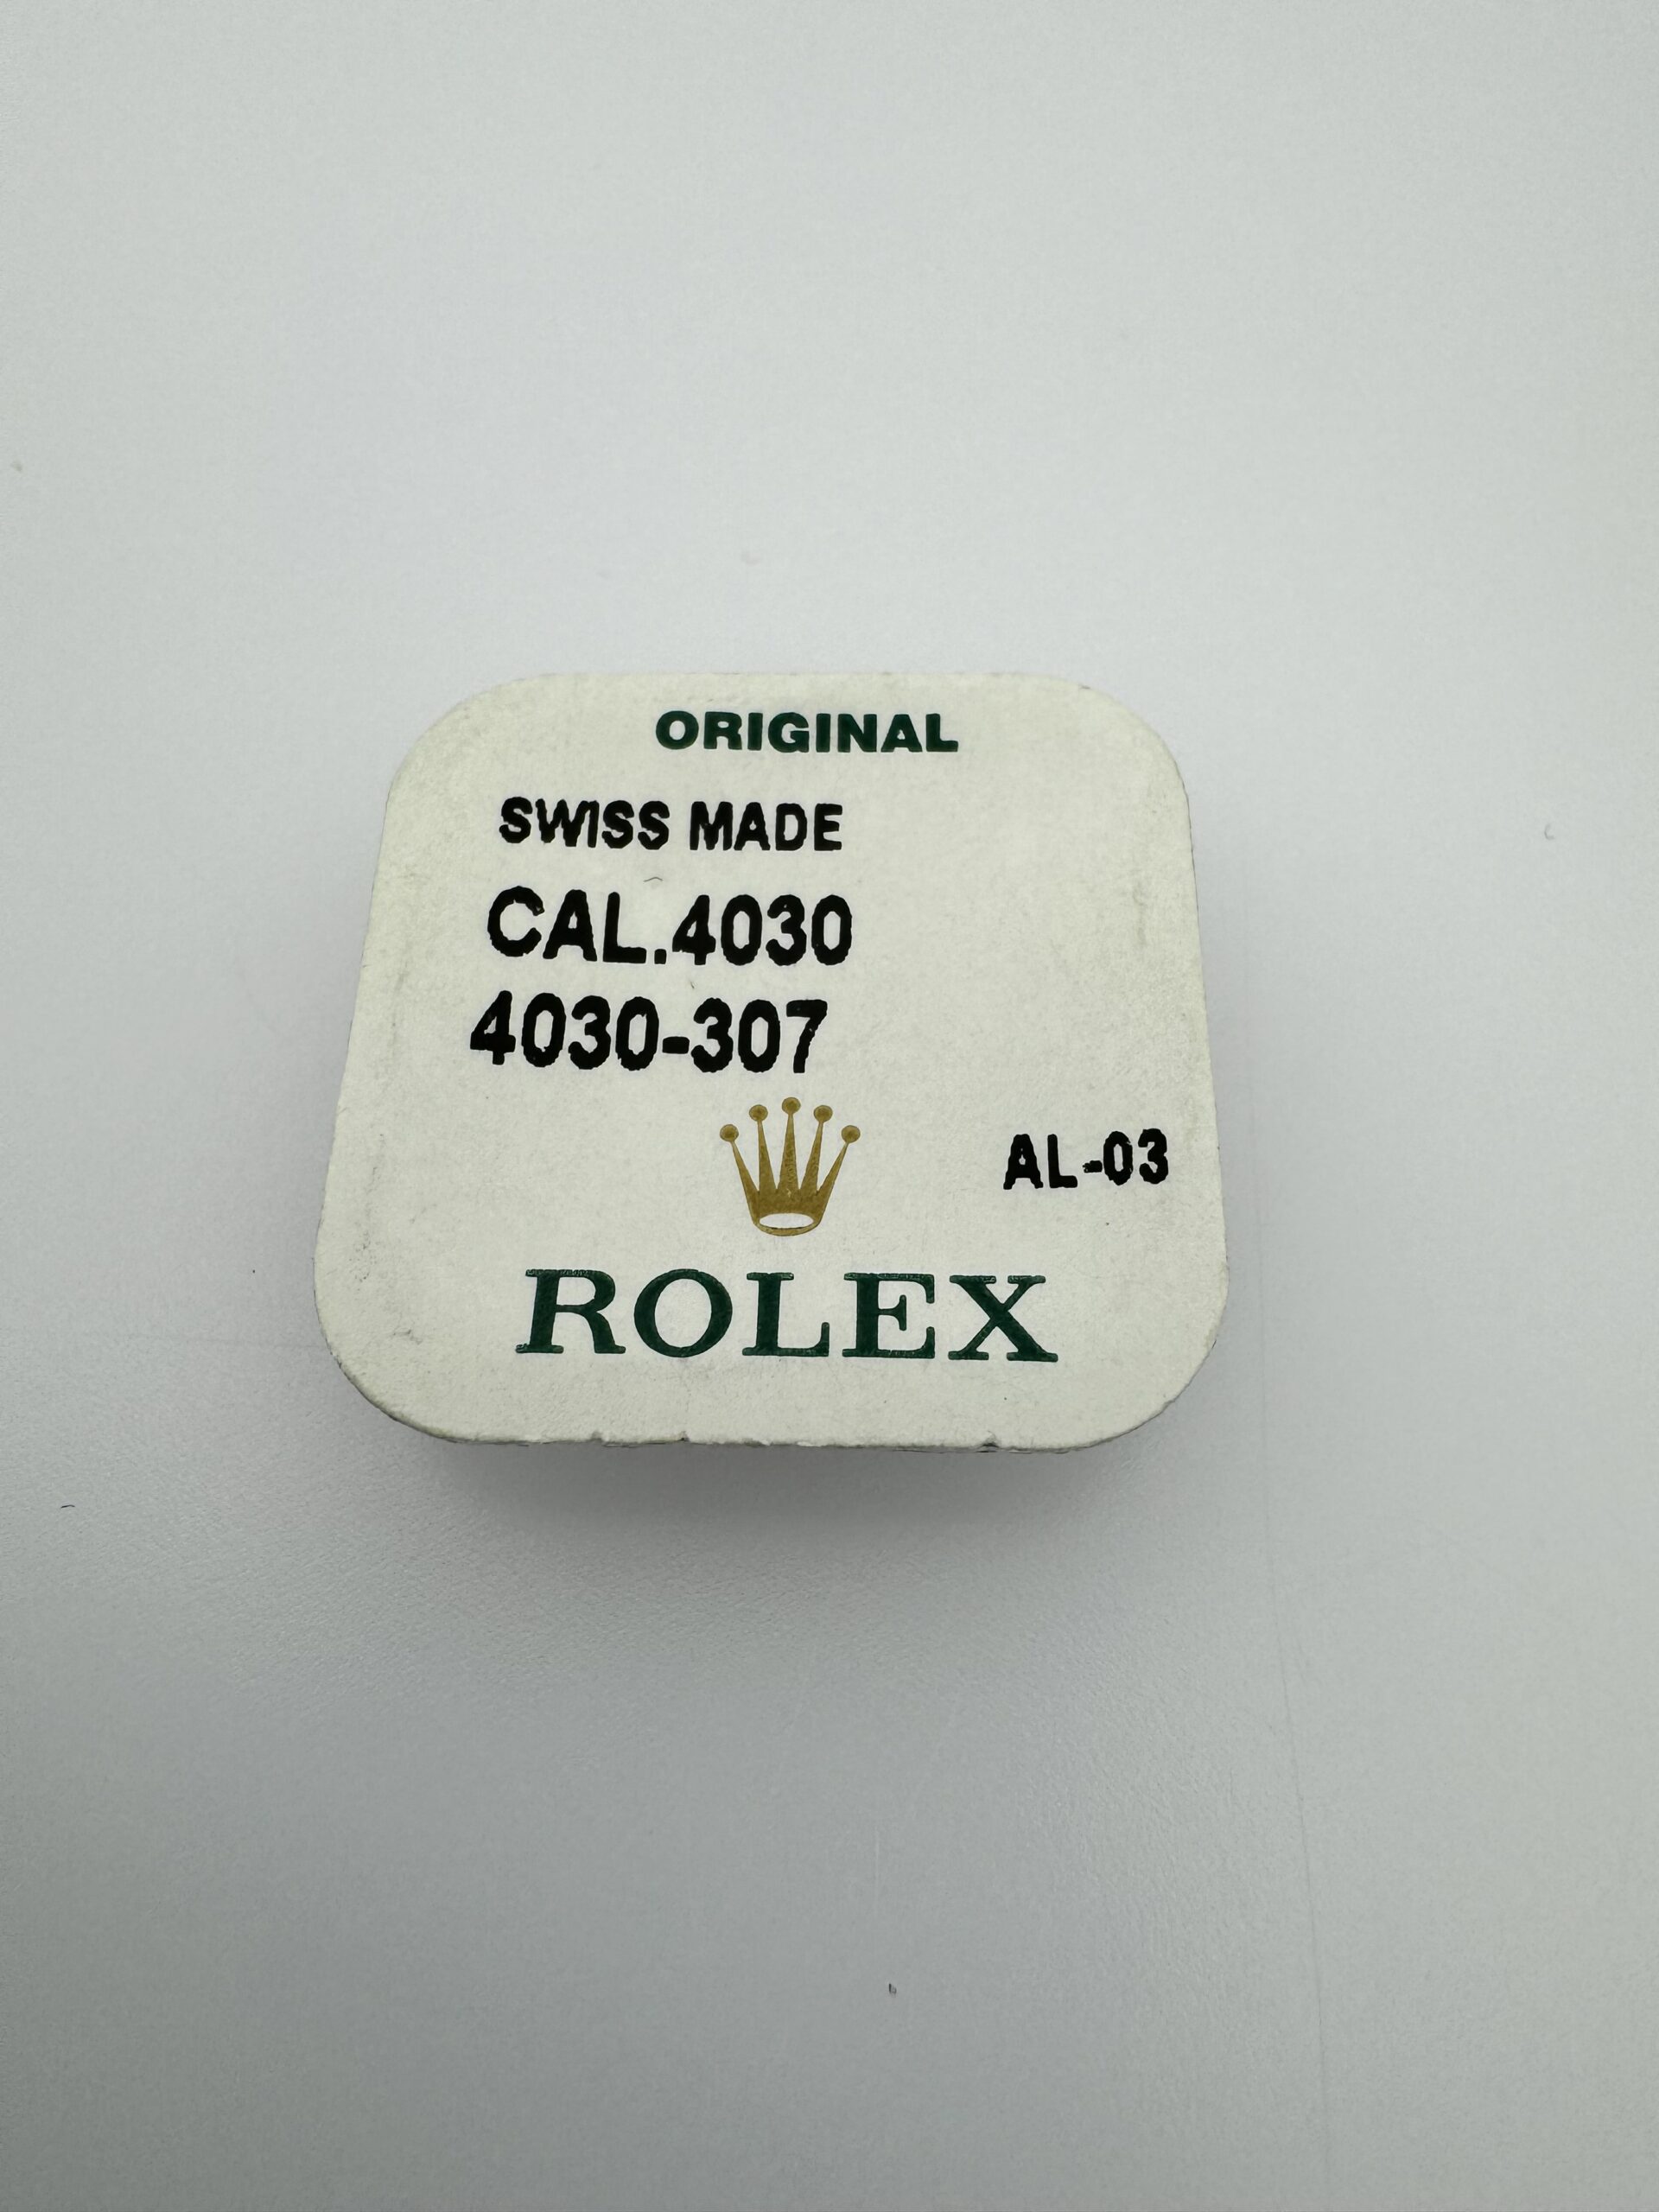 ORIGINAL
SWISS MADE
CAL.4030
4030-307
AL-03
ROLEX